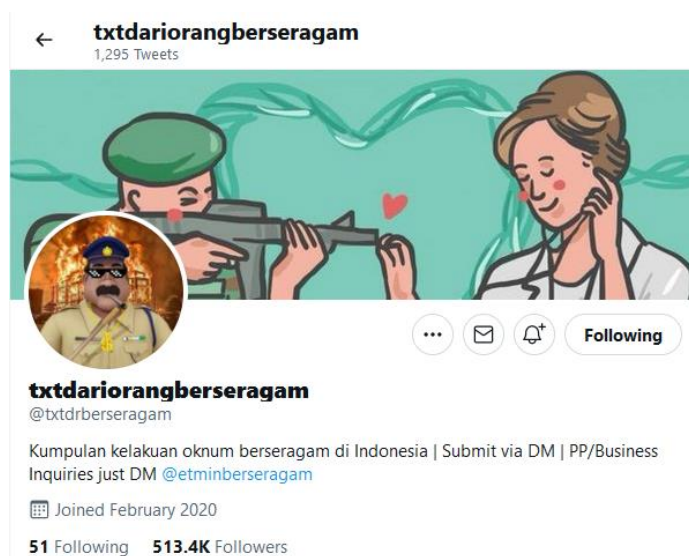 txtdariorangberseragam
1,295 Tweets
Following
txtdariorangberseragam
@txtdrberseragam
Kumpulan kelakuan oknum berseragam di Indonesia | Submit via DM | PP/Business
Inquiries just DM @etminberseragam
Joined February 2020
51 Following 513.4K Followers